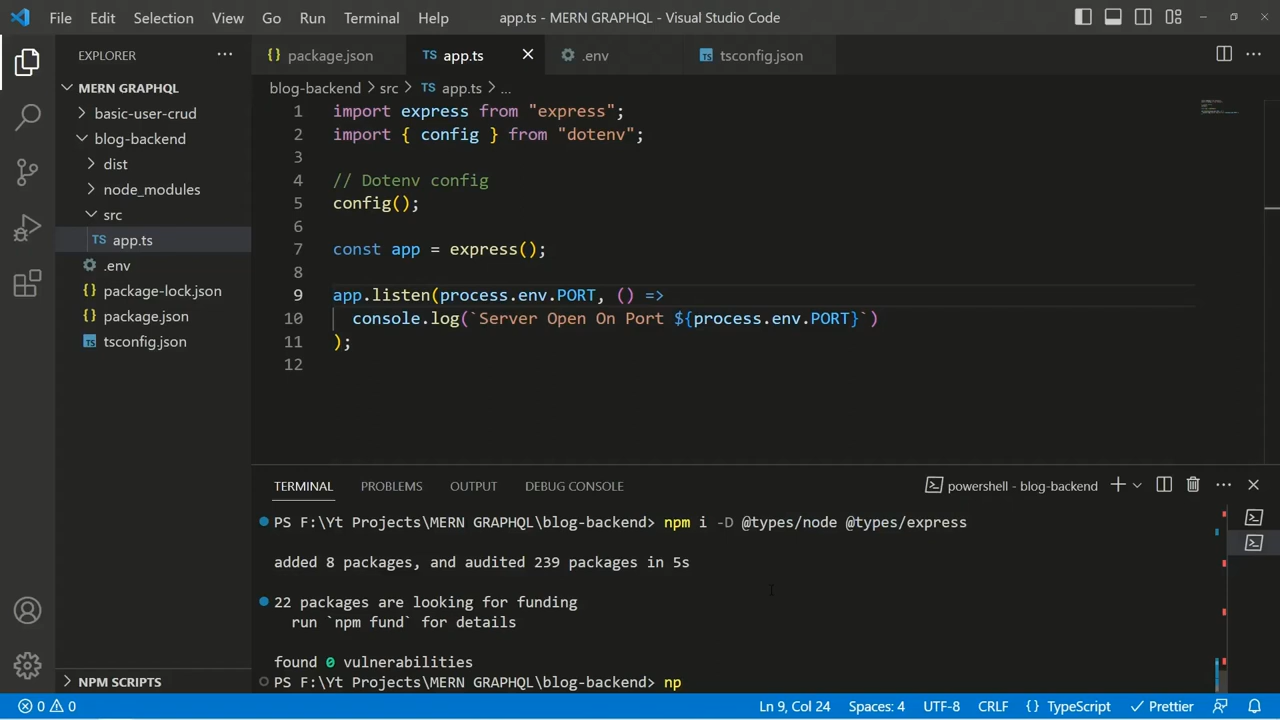 File Edit Selection View Go Run Terminal Help app.ts - MERN GRAPHQL - Visual Studio Code
EXPLORER
MERN GRAPHQL
basic-user-crud
blog-backend
dist
node_modules
src
TS app.ts
.env
{} package-lock.json
{} package.json
TS tsconfig.json
NPM SCRIPTS
{} package.json TS app.ts .env TS tsconfig.json
blog-backend > src > TS app.ts > ...
1 import express from "express";
2 import { config } from "dotenv";
3
4 // Dotenv config
5 config();
6
7 const app = express();
8
9 app.listen(process.env.PORT, () =>
10 console.log(`Server Open On Port ${process.env.PORT}`)
11 );
12
TERMINAL PROBLEMS OUTPUT DEBUG CONSOLE powershell - blog-backend
PS F:\Yt Projects\MERN GRAPHQL\blog-backend> npm i -D @types/node @types/express
added 8 packages, and audited 239 packages in 5s
22 packages are looking for funding
run `npm fund` for details
found 0 vulnerabilities
PS F:\Yt Projects\MERN GRAPHQL\blog-backend> np
0 0 Ln 9, Col 24 Spaces: 4 UTF-8 CRLF {} TypeScript Prettier